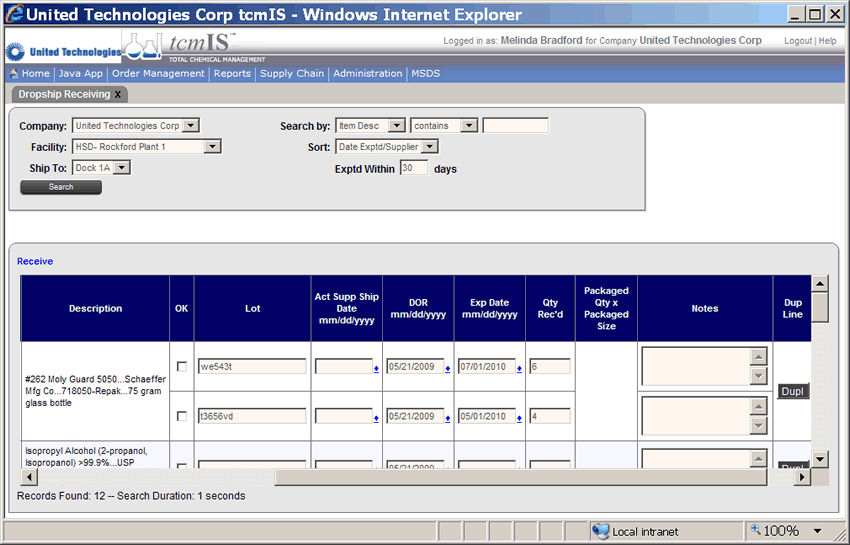 United Technologies Corp tcmIS - Windows Internet Explorer
United Technologies tcmIS™ TOTAL CHEMICAL MANAGEMENT
Logged in as: Melinda Bradford for Company United Technologies Corp Logout | Help
Home | Java App | Order Management | Reports | Supply Chain | Administration | MSDS
Dropship Receiving X
Company: United Technologies Corp Search by: Item Desc contains
Facility: HSD- Rockford Plant 1 Sort: Date Exptd/Supplier
Ship To: Dock 1A Exptd Within 30 days
Search
Receive
Description OK Lot Act Supp Ship Date mm/dd/yyyy DOR mm/dd/yyyy Exp Date mm/dd/yyyy Qty Rec'd Packaged Qty x Packaged Size Notes Dup Line
#262 Moly Guard 5050...Schaeffer
Mfg Co...718050-Repak...75 gram
glass bottle
we543t 05/21/2009 07/01/2010 6
Dupl
t3656vd 05/21/2009 05/01/2010 4
Isopropyl Alcohol (2-propanol,
Isopropanol) >99.9%...USP
05/21/2009 Dupl
Records Found: 12 -- Search Duration: 1 seconds
Local intranet 100%